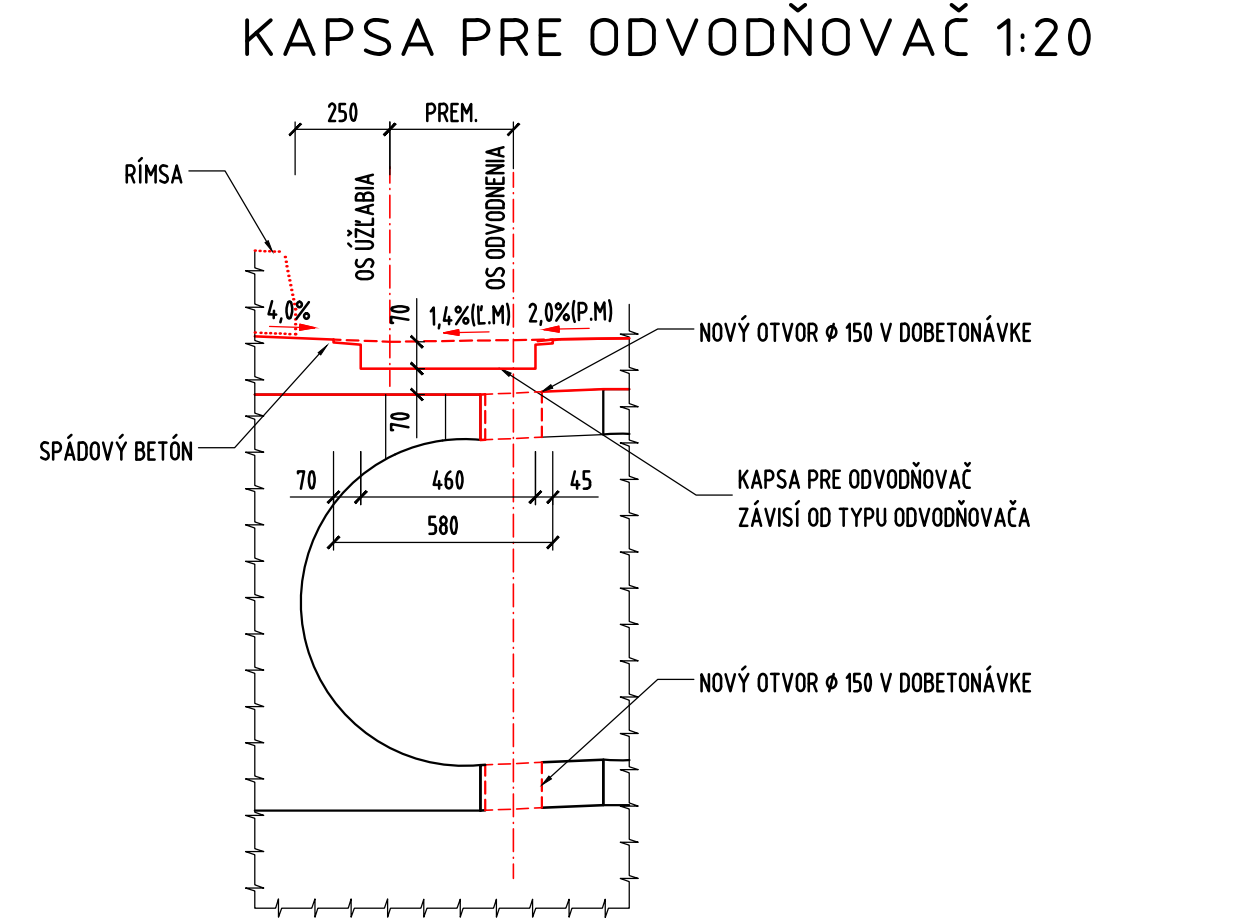 KAPSA PRE ODVODŇOVAČ 1:20
250
PREM.
RÍMSA
OS ÚŽĽABIA
OS ODVODNENIA
4,0%
70
1,4%(Ľ.M)
2,0%(P.M)
NOVÝ OTVOR ϕ 150 V DOBETONÁVKE
70
SPÁDOVÝ BETÓN
70
460
45
KAPSA PRE ODVODŇOVAČ
ZÁVISÍ OD TYPU ODVODŇOVAČA
580
NOVÝ OTVOR ϕ 150 V DOBETONÁVKE